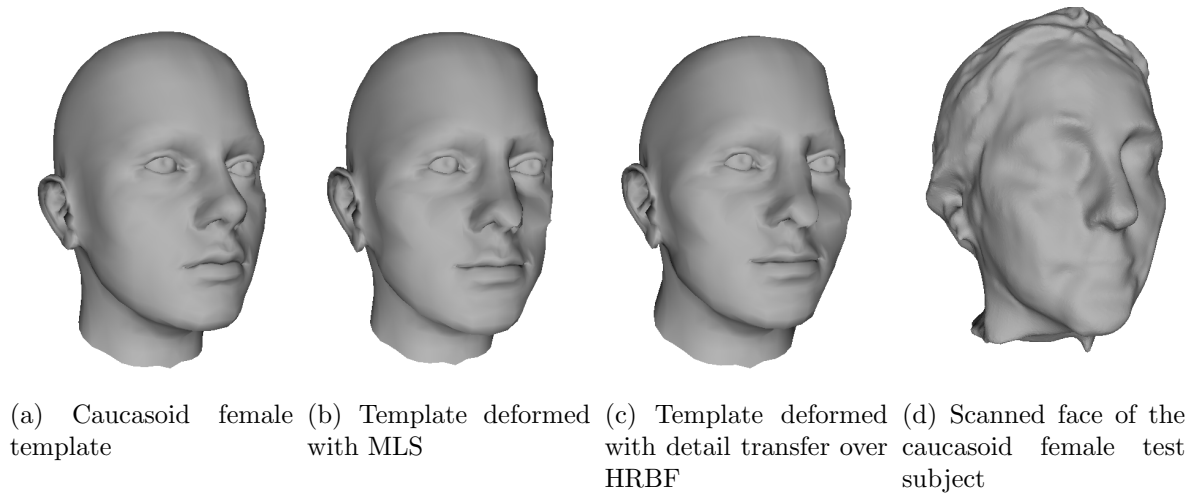 (a) Caucasoid female
template
(b) Template deformed
with MLS
(c) Template deformed
with detail transfer over
HRBF
(d) Scanned face of the
caucasoid female test
subject